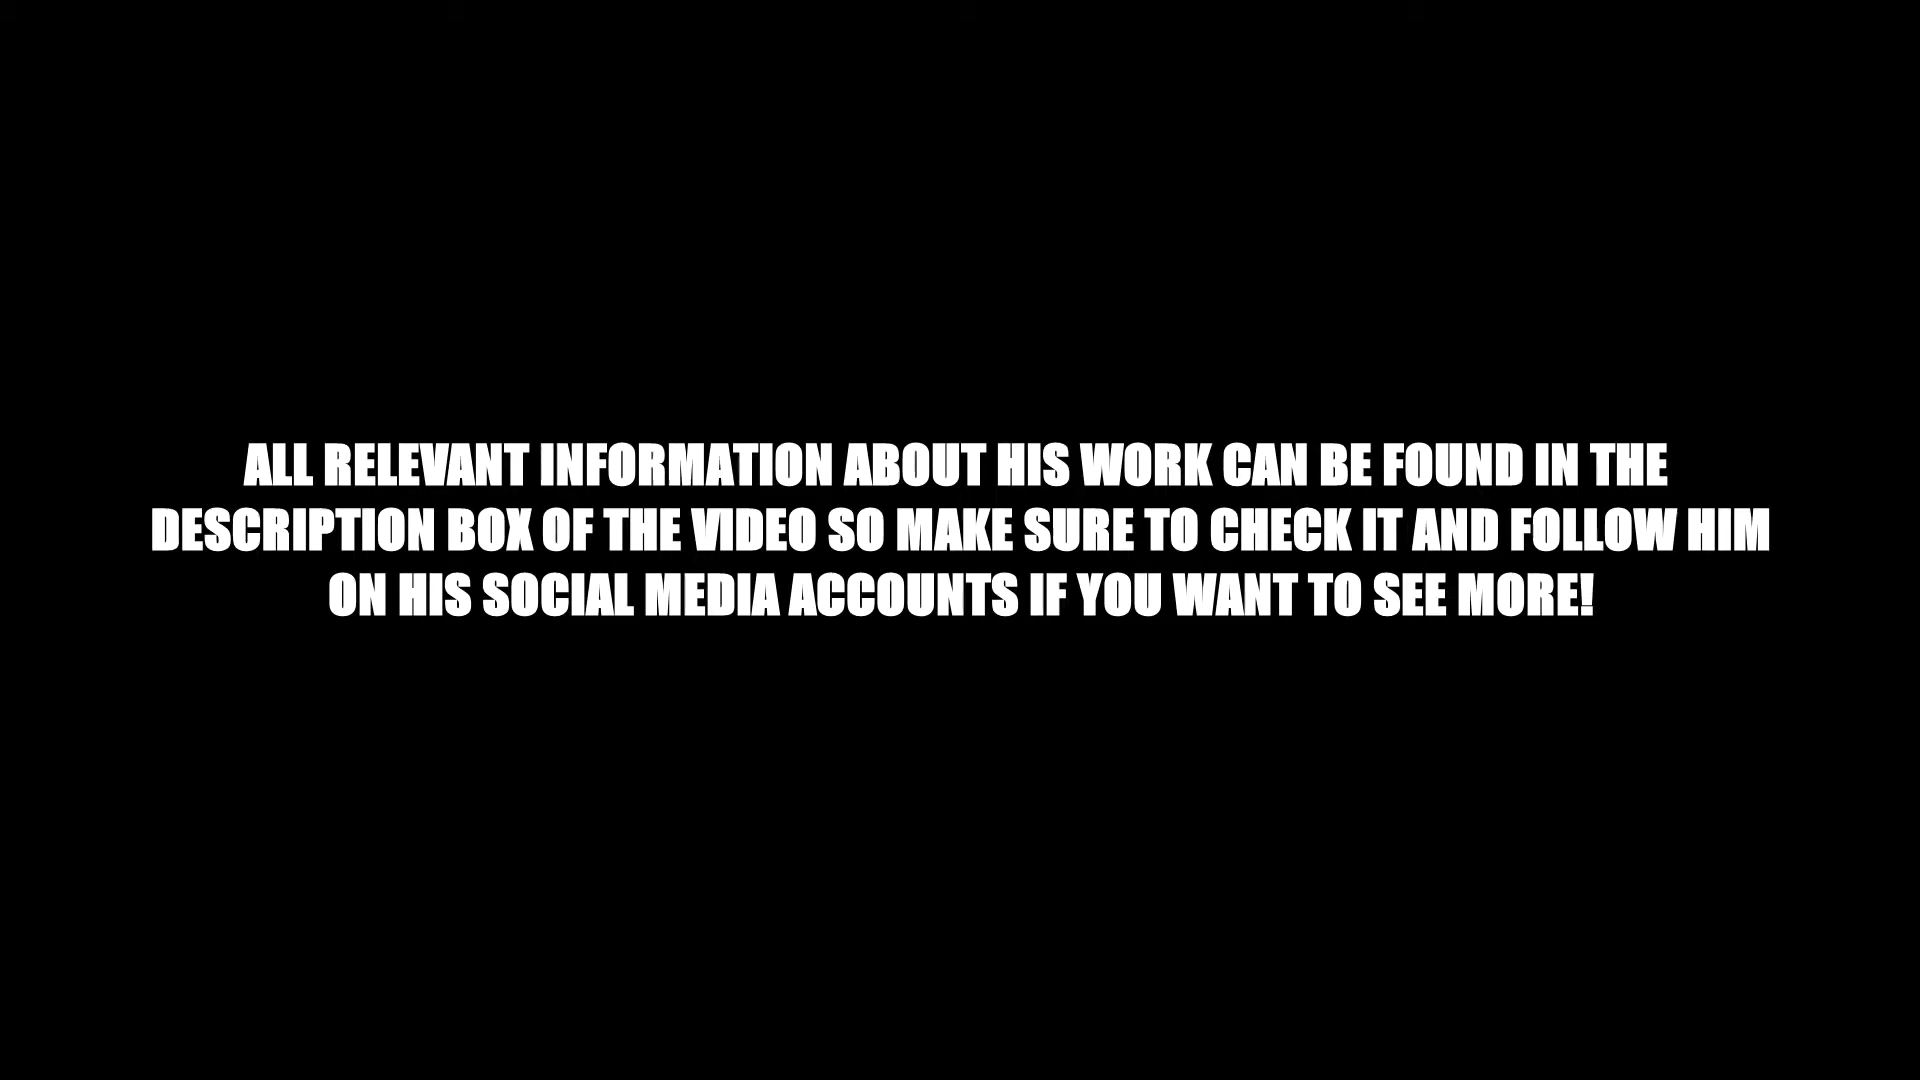 ALL RELEVANT INFORMATION ABOUT HIS WORK CAN BE FOUND IN THE
DESCRIPTION BOX OF THE VIDEO SO MAKE SURE TO CHECK IT AND FOLLOW HIM
ON HIS SOCIAL MEDIA ACCOUNTS IF YOU WANT TO SEE MORE!